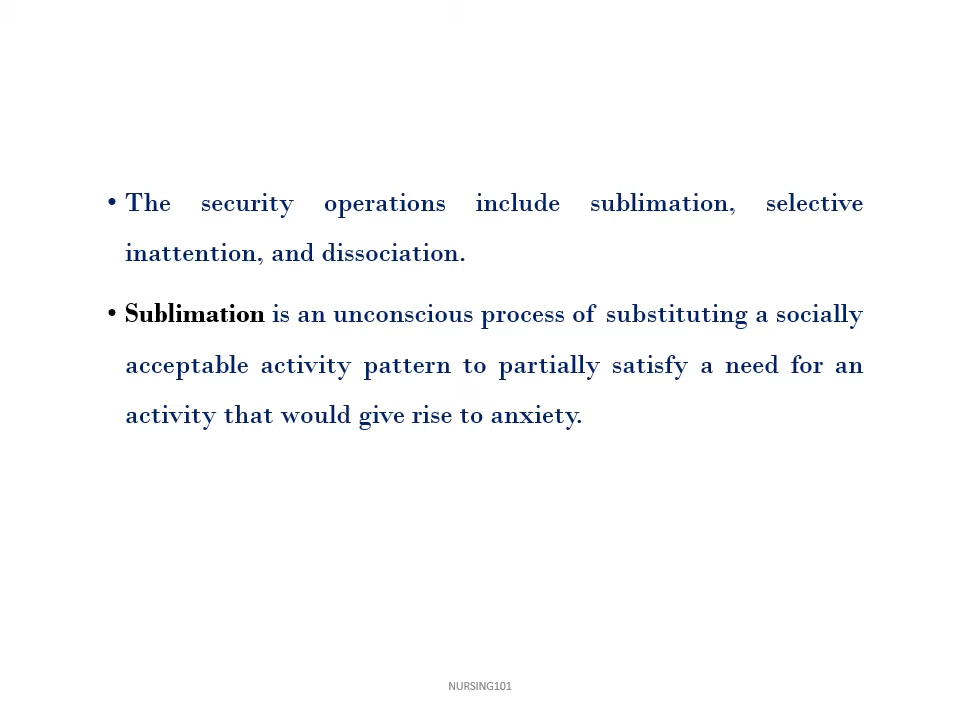 • The security operations include sublimation, selective
inattention, and dissociation.
• Sublimation is an unconscious process of substituting a socially
acceptable activity pattern to partially satisfy a need for an
activity that would give rise to anxiety.
NURSING101